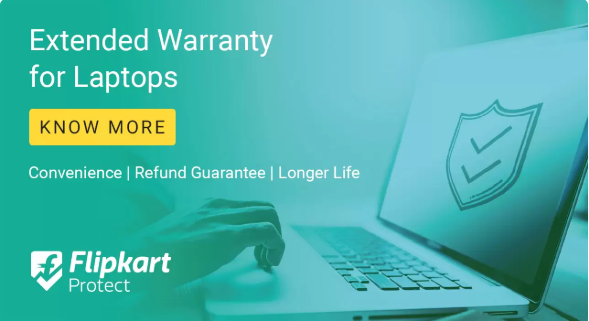 Extended Warranty
for Laptops
KNOW MORE
Convenience | Refund Guarantee | Longer Life
Flipkart
Protect